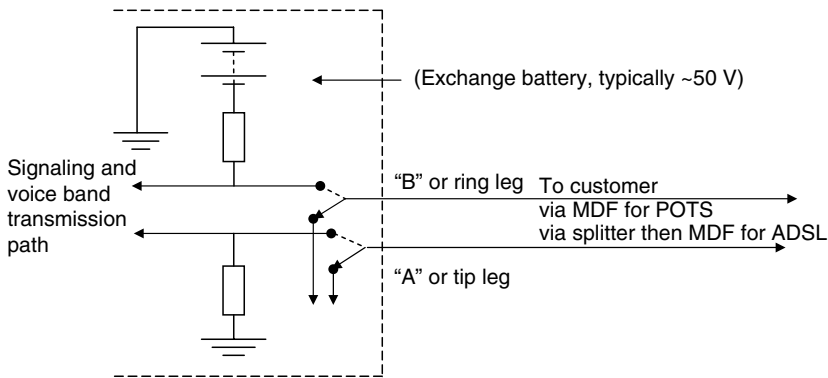 (Exchange battery, typically ~50 V)
Signaling and
voice band
transmission
path
“B” or ring leg
To customer
via MDF for POTS
via splitter then MDF for ADSL
“A” or tip leg